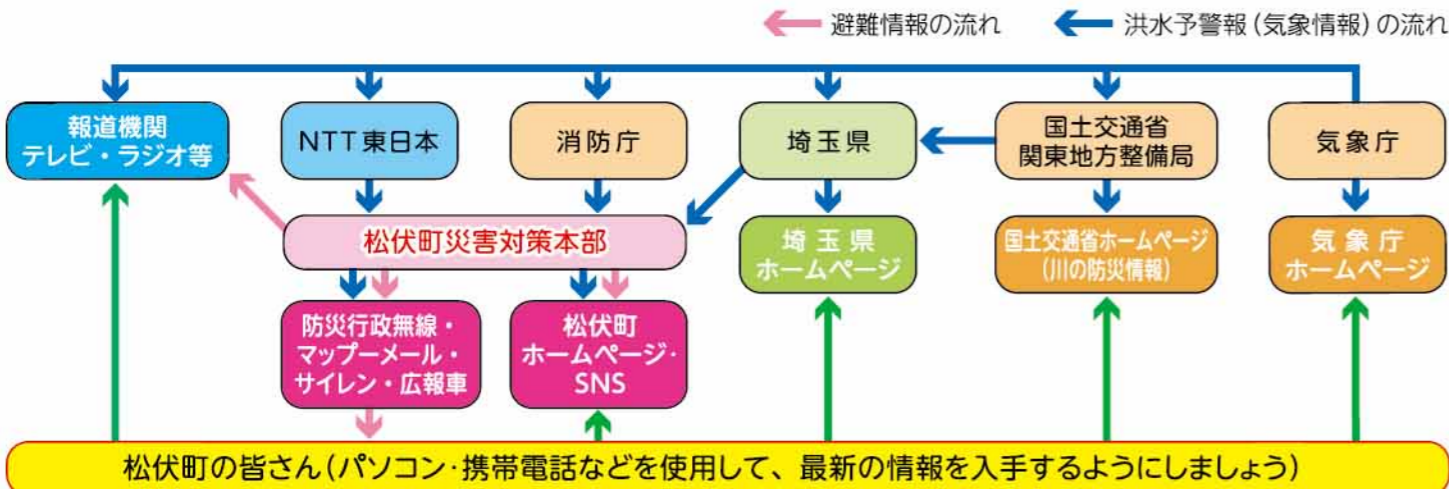 避難情報の流れ
洪水予警報(気象情報)の流れ
報道機関
テレビ・ラジオ等
NTT東日本
消防庁
埼玉県
国土交通省
関東地方整備局
気象庁
松伏町災害対策本部
埼玉県
ホームページ
国土交通省ホームページ
(川の防災情報)
気象庁
ホームページ
防災行政無線・
マップーメール・
サイレン・広報車
松伏町
ホームページ・
SNS
松伏町の皆さん(パソコン・携帯電話などを使用して、最新の情報を入手するようにしましょう)